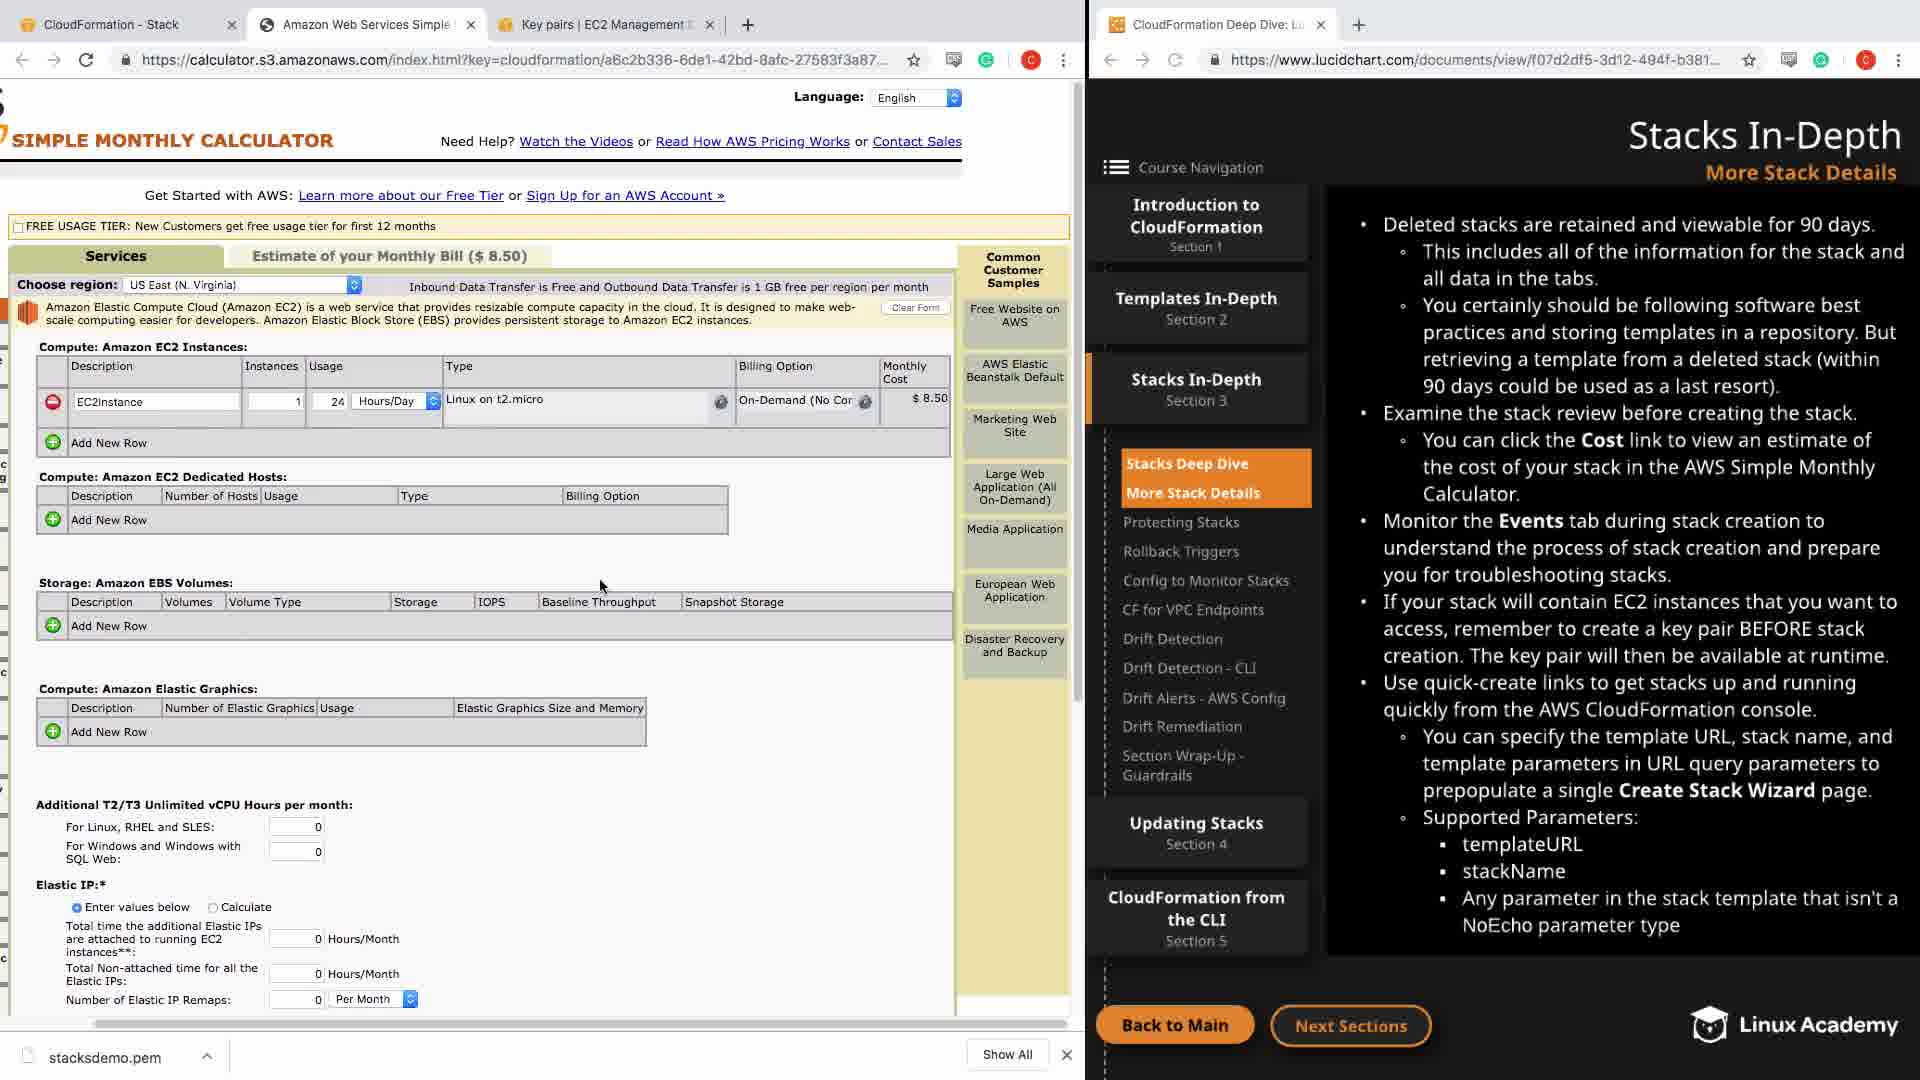 CloudFormation - Stack
Amazon Web Services Simple
Key pairs | EC2 Management
https://calculator.s3.amazonaws.com/index.html?key=cloudformation/a6c2b336-6de1-42bd-8afc-27583f3a87...
C
Language: English
SIMPLE MONTHLY CALCULATOR
Need Help? Watch the Videos or Read How AWS Pricing Works or Contact Sales
Get Started with AWS: Learn more about our Free Tier or Sign Up for an AWS Account »
FREE USAGE TIER: New Customers get free usage tier for first 12 months
Services
Estimate of your Monthly Bill ($ 8.50)
Choose region: US East (N. Virginia)
Inbound Data Transfer is Free and Outbound Data Transfer is 1 GB free per region per month
Amazon Elastic Compute Cloud (Amazon EC2) is a web service that provides resizable compute capacity in the cloud. It is designed to make web-
scale computing easier for developers. Amazon Elastic Block Store (EBS) provides persistent storage to Amazon EC2 instances.
Clear Form
Compute: Amazon EC2 Instances:
Description Instances Usage Type Billing Option Monthly
Cost
EC2Instance 1 24 Hours/Day Linux on t2.micro On-Demand (No Cor $ 8.50
Add New Row
Compute: Amazon EC2 Dedicated Hosts:
Description Number of Hosts Usage Type Billing Option
Add New Row
Storage: Amazon EBS Volumes:
Description Volumes Volume Type Storage IOPS Baseline Throughput Snapshot Storage
Add New Row
Compute: Amazon Elastic Graphics:
Description Number of Elastic Graphics Usage Elastic Graphics Size and Memory
Add New Row
Additional T2/T3 Unlimited vCPU Hours per month:
For Linux, RHEL and SLES: 0
For Windows and Windows with
SQL Web: 0
Elastic IP:*
Enter values below Calculate
Total time the additional Elastic IPs
are attached to running EC2 0 Hours/Month
instances**:
Total Non-attached time for all the
Elastic IPs: 0 Hours/Month
Number of Elastic IP Remaps: 0 Per Month
Common
Customer
Samples
Free Website on
AWS
AWS Elastic
Beanstalk Default
Marketing Web
Site
Large Web
Application (All
On-Demand)
Media Application
European Web
Application
Disaster Recovery
and Backup
stacksdemo.pem
Show All
CloudFormation Deep Dive: Lu
https://www.lucidchart.com/documents/view/f07d2df5-3d12-494f-b381...
C
Stacks In-Depth
More Stack Details
Course Navigation
Introduction to
CloudFormation
Section 1
Templates In-Depth
Section 2
Stacks In-Depth
Section 3
Stacks Deep Dive
More Stack Details
Protecting Stacks
Rollback Triggers
Config to Monitor Stacks
CF for VPC Endpoints
Drift Detection
Drift Detection - CLI
Drift Alerts - AWS Config
Drift Remediation
Section Wrap-Up -
Guardrails
Updating Stacks
Section 4
CloudFormation from
the CLI
Section 5
• Deleted stacks are retained and viewable for 90 days.
◦ This includes all of the information for the stack and
all data in the tabs.
◦ You certainly should be following software best
practices and storing templates in a repository. But
retrieving a template from a deleted stack (within
90 days could be used as a last resort).
• Examine the stack review before creating the stack.
◦ You can click the Cost link to view an estimate of
the cost of your stack in the AWS Simple Monthly
Calculator.
• Monitor the Events tab during stack creation to
understand the process of stack creation and prepare
you for troubleshooting stacks.
• If your stack will contain EC2 instances that you want to
access, remember to create a key pair BEFORE stack
creation. The key pair will then be available at runtime.
• Use quick-create links to get stacks up and running
quickly from the AWS CloudFormation console.
◦ You can specify the template URL, stack name, and
template parameters in URL query parameters to
prepopulate a single Create Stack Wizard page.
◦ Supported Parameters:
▪ templateURL
▪ stackName
▪ Any parameter in the stack template that isn't a
NoEcho parameter type
Back to Main
Next Sections
Linux Academy